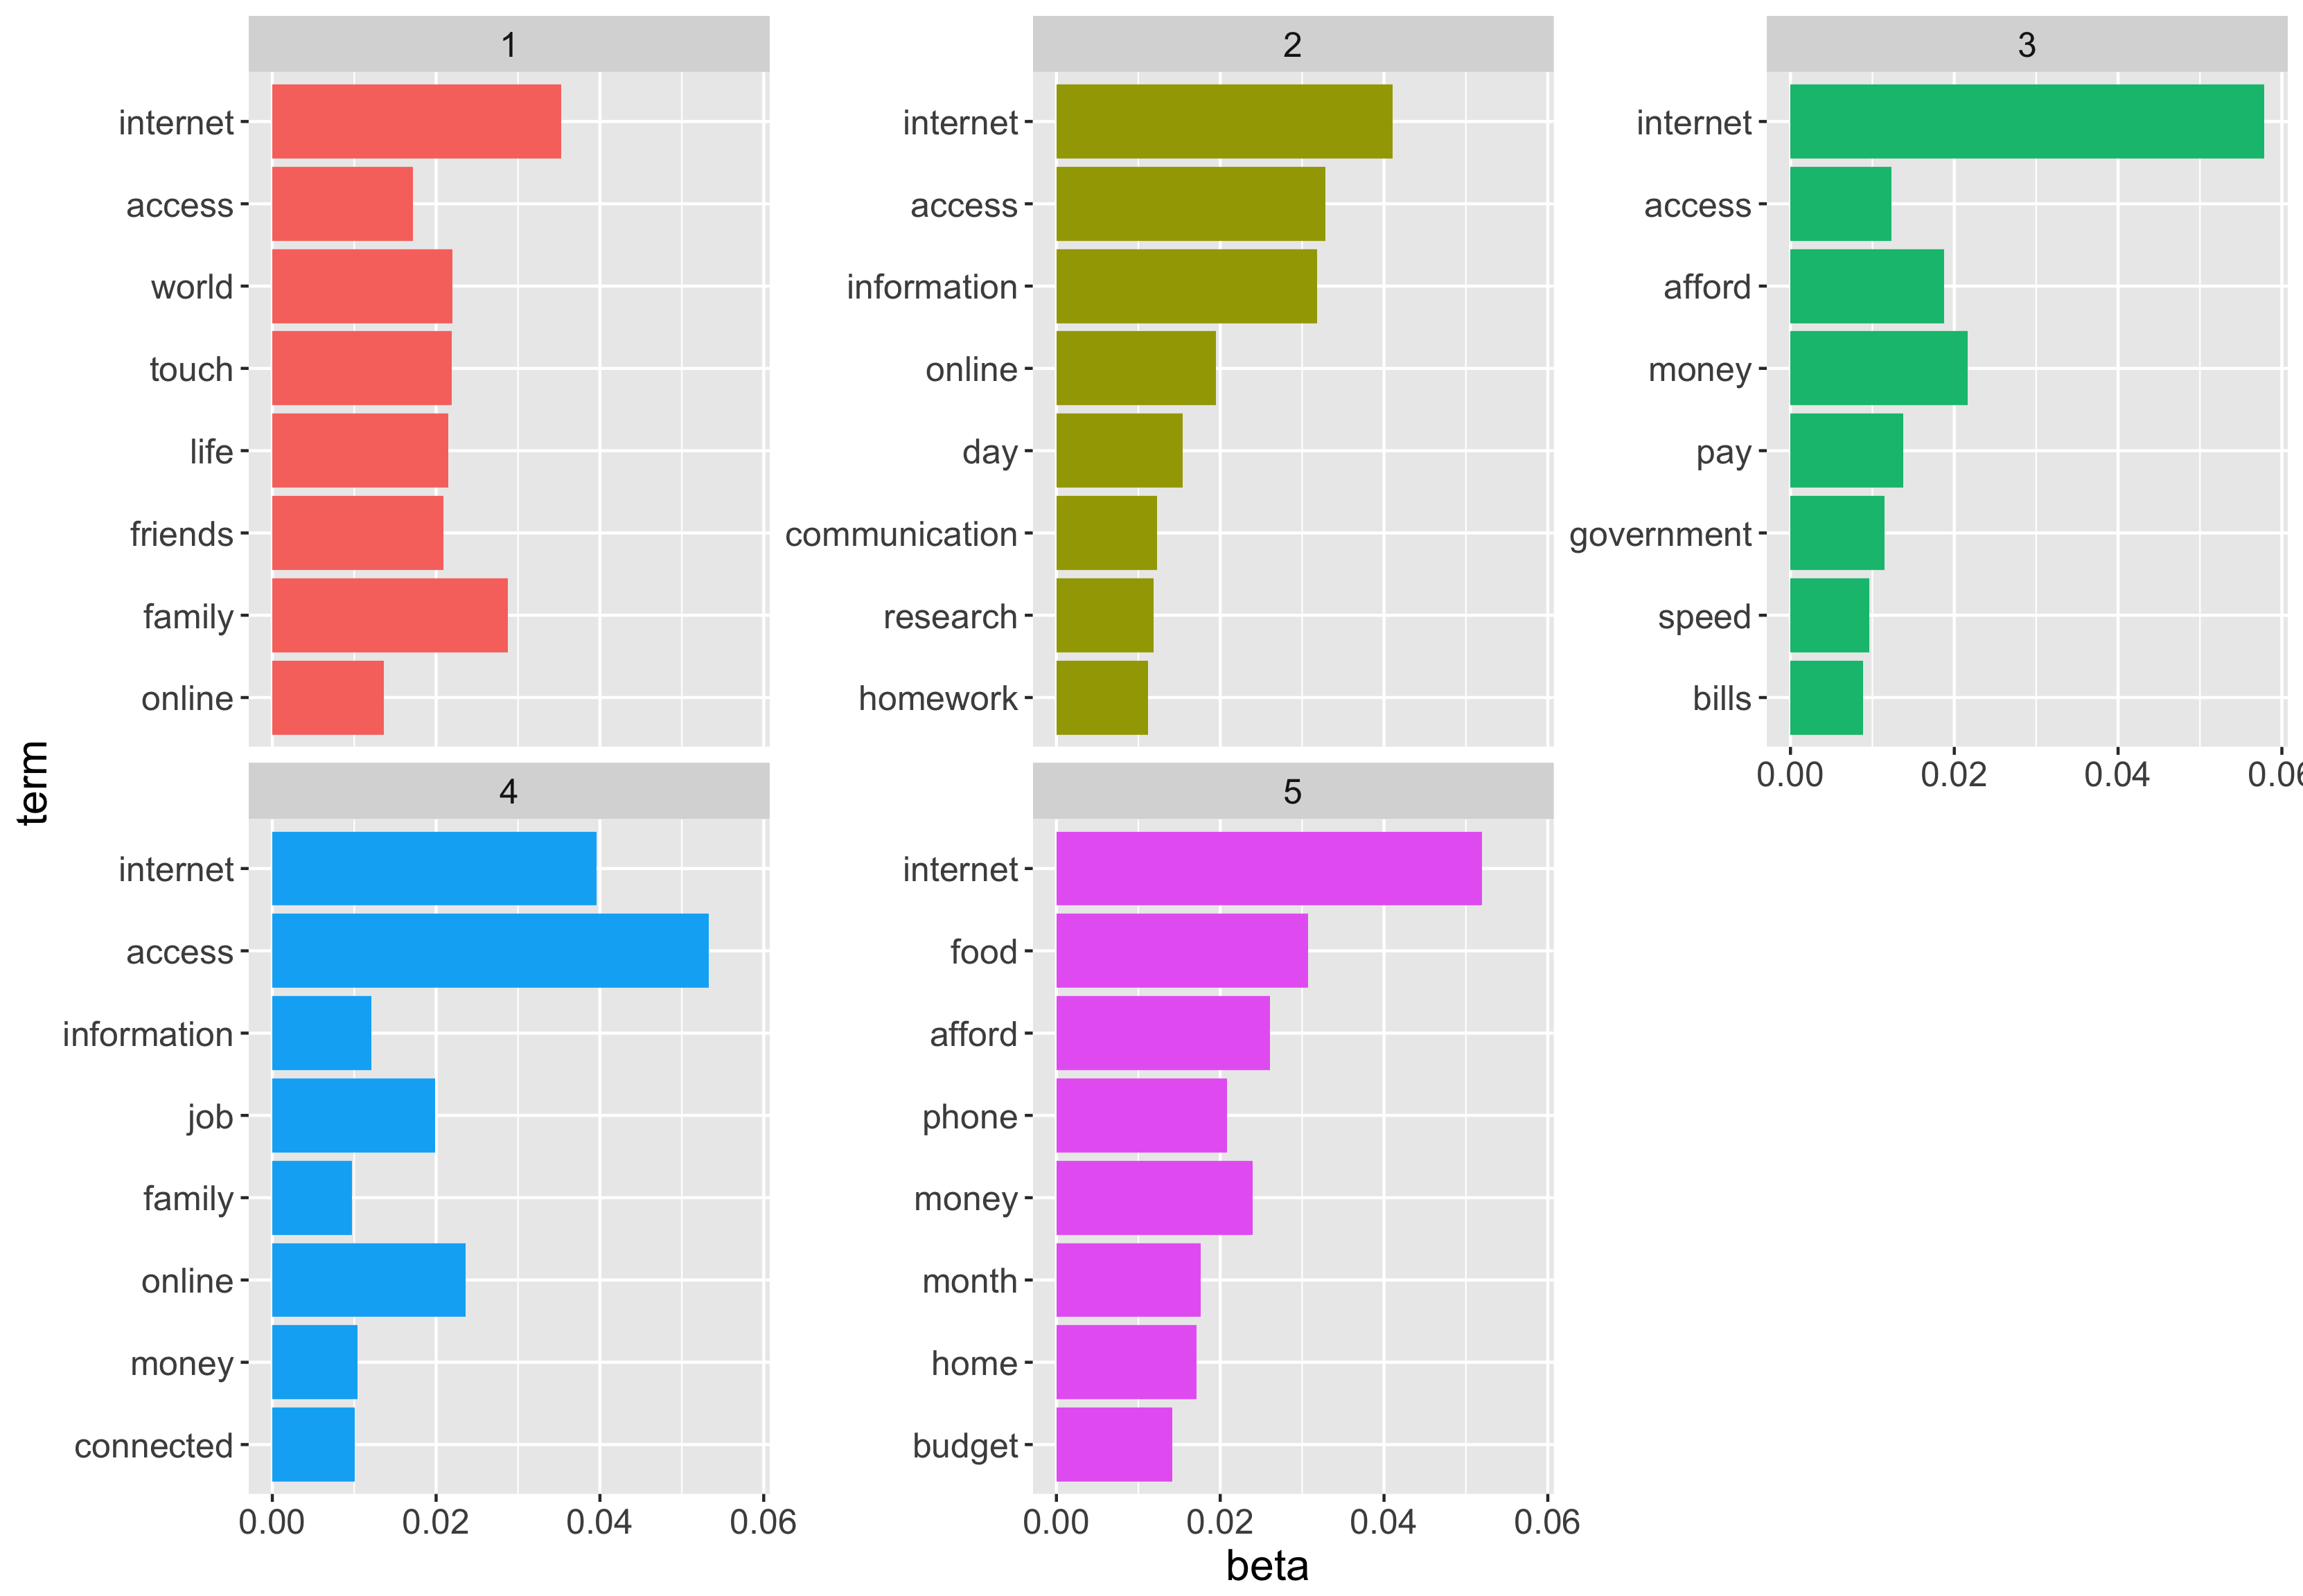 1
internet
access
world
touch
life
friends
family
online
2
internet
access
information
online
day
communication
research
homework
3
internet
access
afford
money
pay
government
speed
bills
0.00 0.02 0.04 0.06
term
4
internet
access
information
job
family
online
money
connected
0.00 0.02 0.04 0.06
5
internet
food
afford
phone
money
month
home
budget
0.00 0.02 0.04 0.06
beta